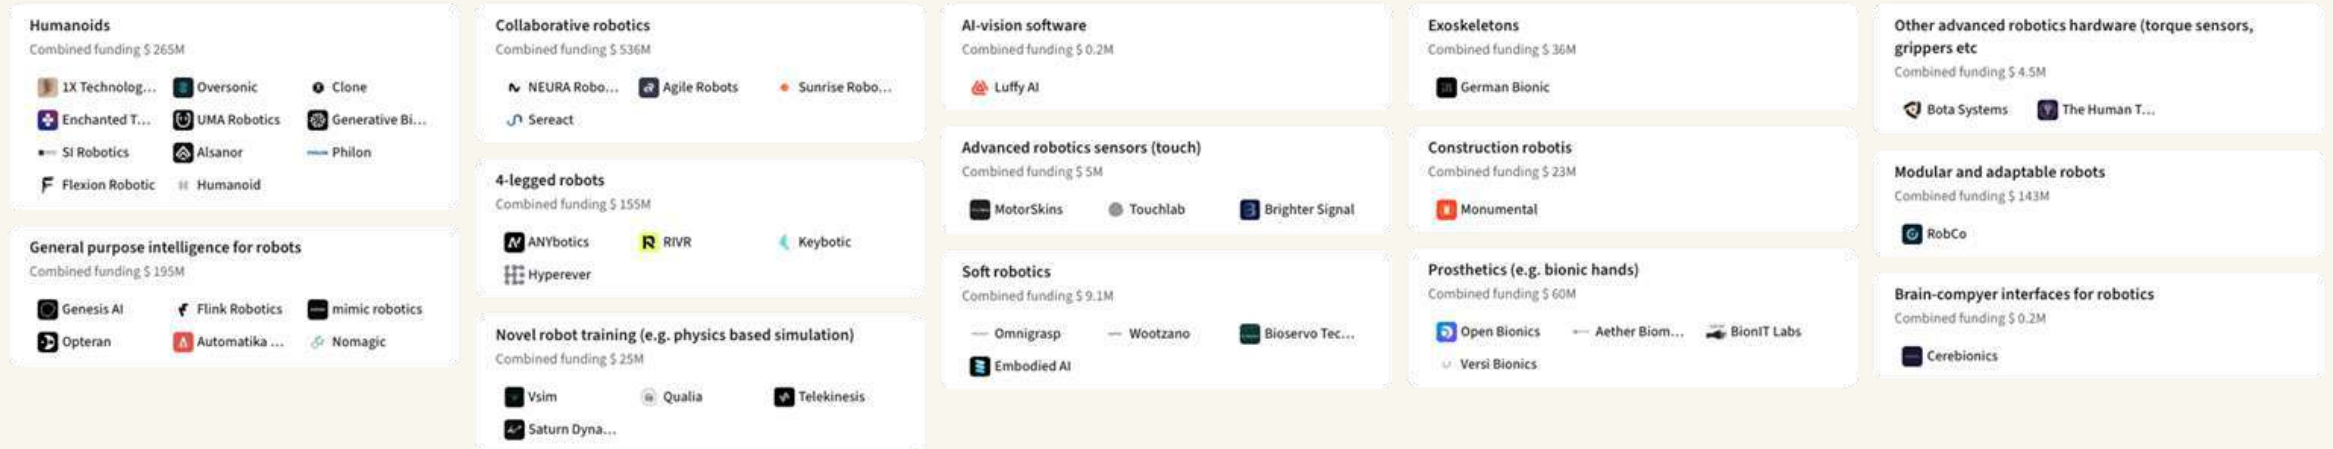 Humanoids
Combined funding $ 265M
1X Technolog... Oversonic Clone
Enchanted T... UMA Robotics Generative Bi...
SI Robotics Alsanor Philon
Flexion Robotic Humanoid
General purpose intelligence for robots
Combined funding $ 195M
Genesis AI Flink Robotics mimic robotics
Opteran Automatika ... Nomagic
Collaborative robotics
Combined funding $ 536M
NEURA Robo... Agile Robots Sunrise Robo...
Sereact
4-legged robots
Combined funding $ 155M
ANYbotics RIVR Keybotic
Hyperever
Novel robot training (e.g. physics based simulation)
Combined funding $ 25M
Vsim Qualia Telekinesis
Saturn Dyna...
AI-vision software
Combined funding $ 0.2M
Luffy AI
Advanced robotics sensors (touch)
Combined funding $ 5M
MotorSkins Touchlab Brighter Signal
Soft robotics
Combined funding $ 9.1M
Omnigrasp Wootzano Bioservo Tec...
Embodied AI
Exoskeletons
Combined funding $ 36M
German Bionic
Construction robotis
Combined funding $ 23M
Monumental
Prosthetics (e.g. bionic hands)
Combined funding $ 60M
Open Bionics Aether Biom... BionIT Labs
Versi Bionics
Other advanced robotics hardware (torque sensors,
grippers etc
Combined funding $ 4.5M
Bota Systems The Human T...
Modular and adaptable robots
Combined funding $ 143M
RobCo
Brain-compyer interfaces for robotics
Combined funding $ 0.2M
Cerebionics